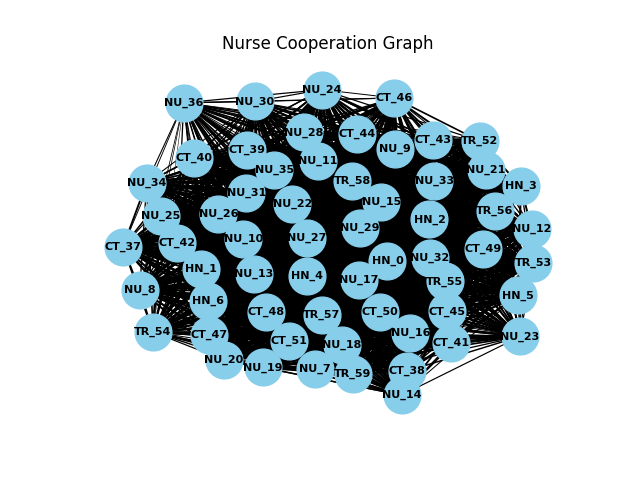 Nurse Cooperation Graph
NU_24
CT_46
NU_30
NU_36
NU_28
CT_44
CT_43
TR_52
NU_9
CT_39
CT_40
NU_11
NU_35
NU_21
TR_58
NU_33
NU_34
HN_3
NU_31
NU_22
NU_15
TR_56
NU_26
NU_25
HN_2
NU_29
NU_12
NU_27
NU_10
CT_42
CT_37
CT_49
NU_32
HN_0
TR_53
HN_1
NU_13
HN_4
NU_17
TR_55
NU_8
HN_5
HN_6
CT_48
TR_57
CT_50
CT_45
TR_54
CT_47
NU_16
NU_23
CT_51
NU_18
CT_41
NU_20
NU_19
NU_7
TR_59
CT_38
NU_14